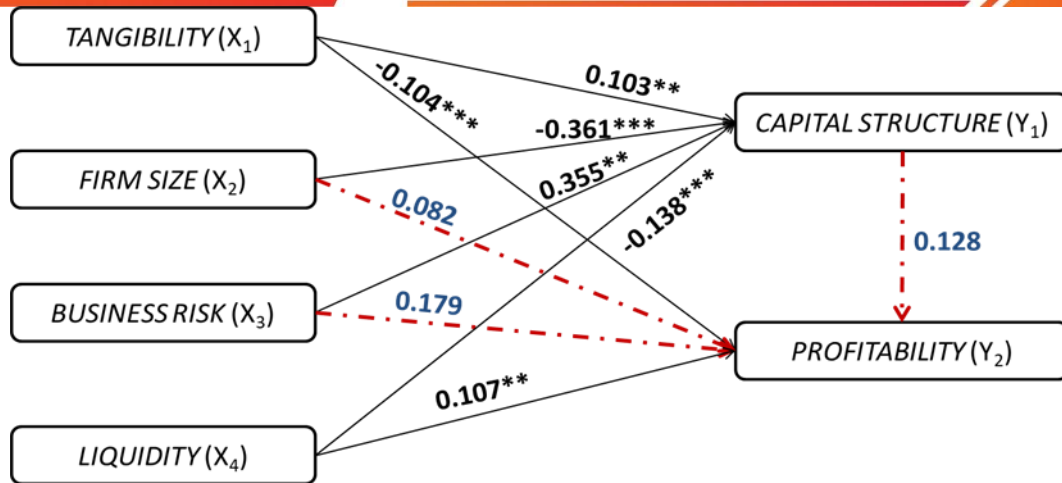 TANGIBILITY (X₁)
0.103**
-0.104***
CAPITAL STRUCTURE (Y₁)
-0.361***
FIRM SIZE (X₂)
0.355**
0.082
-0.138***
0.128
BUSINESS RISK (X₃)
0.179
PROFITABILITY (Y₂)
0.107**
LIQUIDITY (X₄)